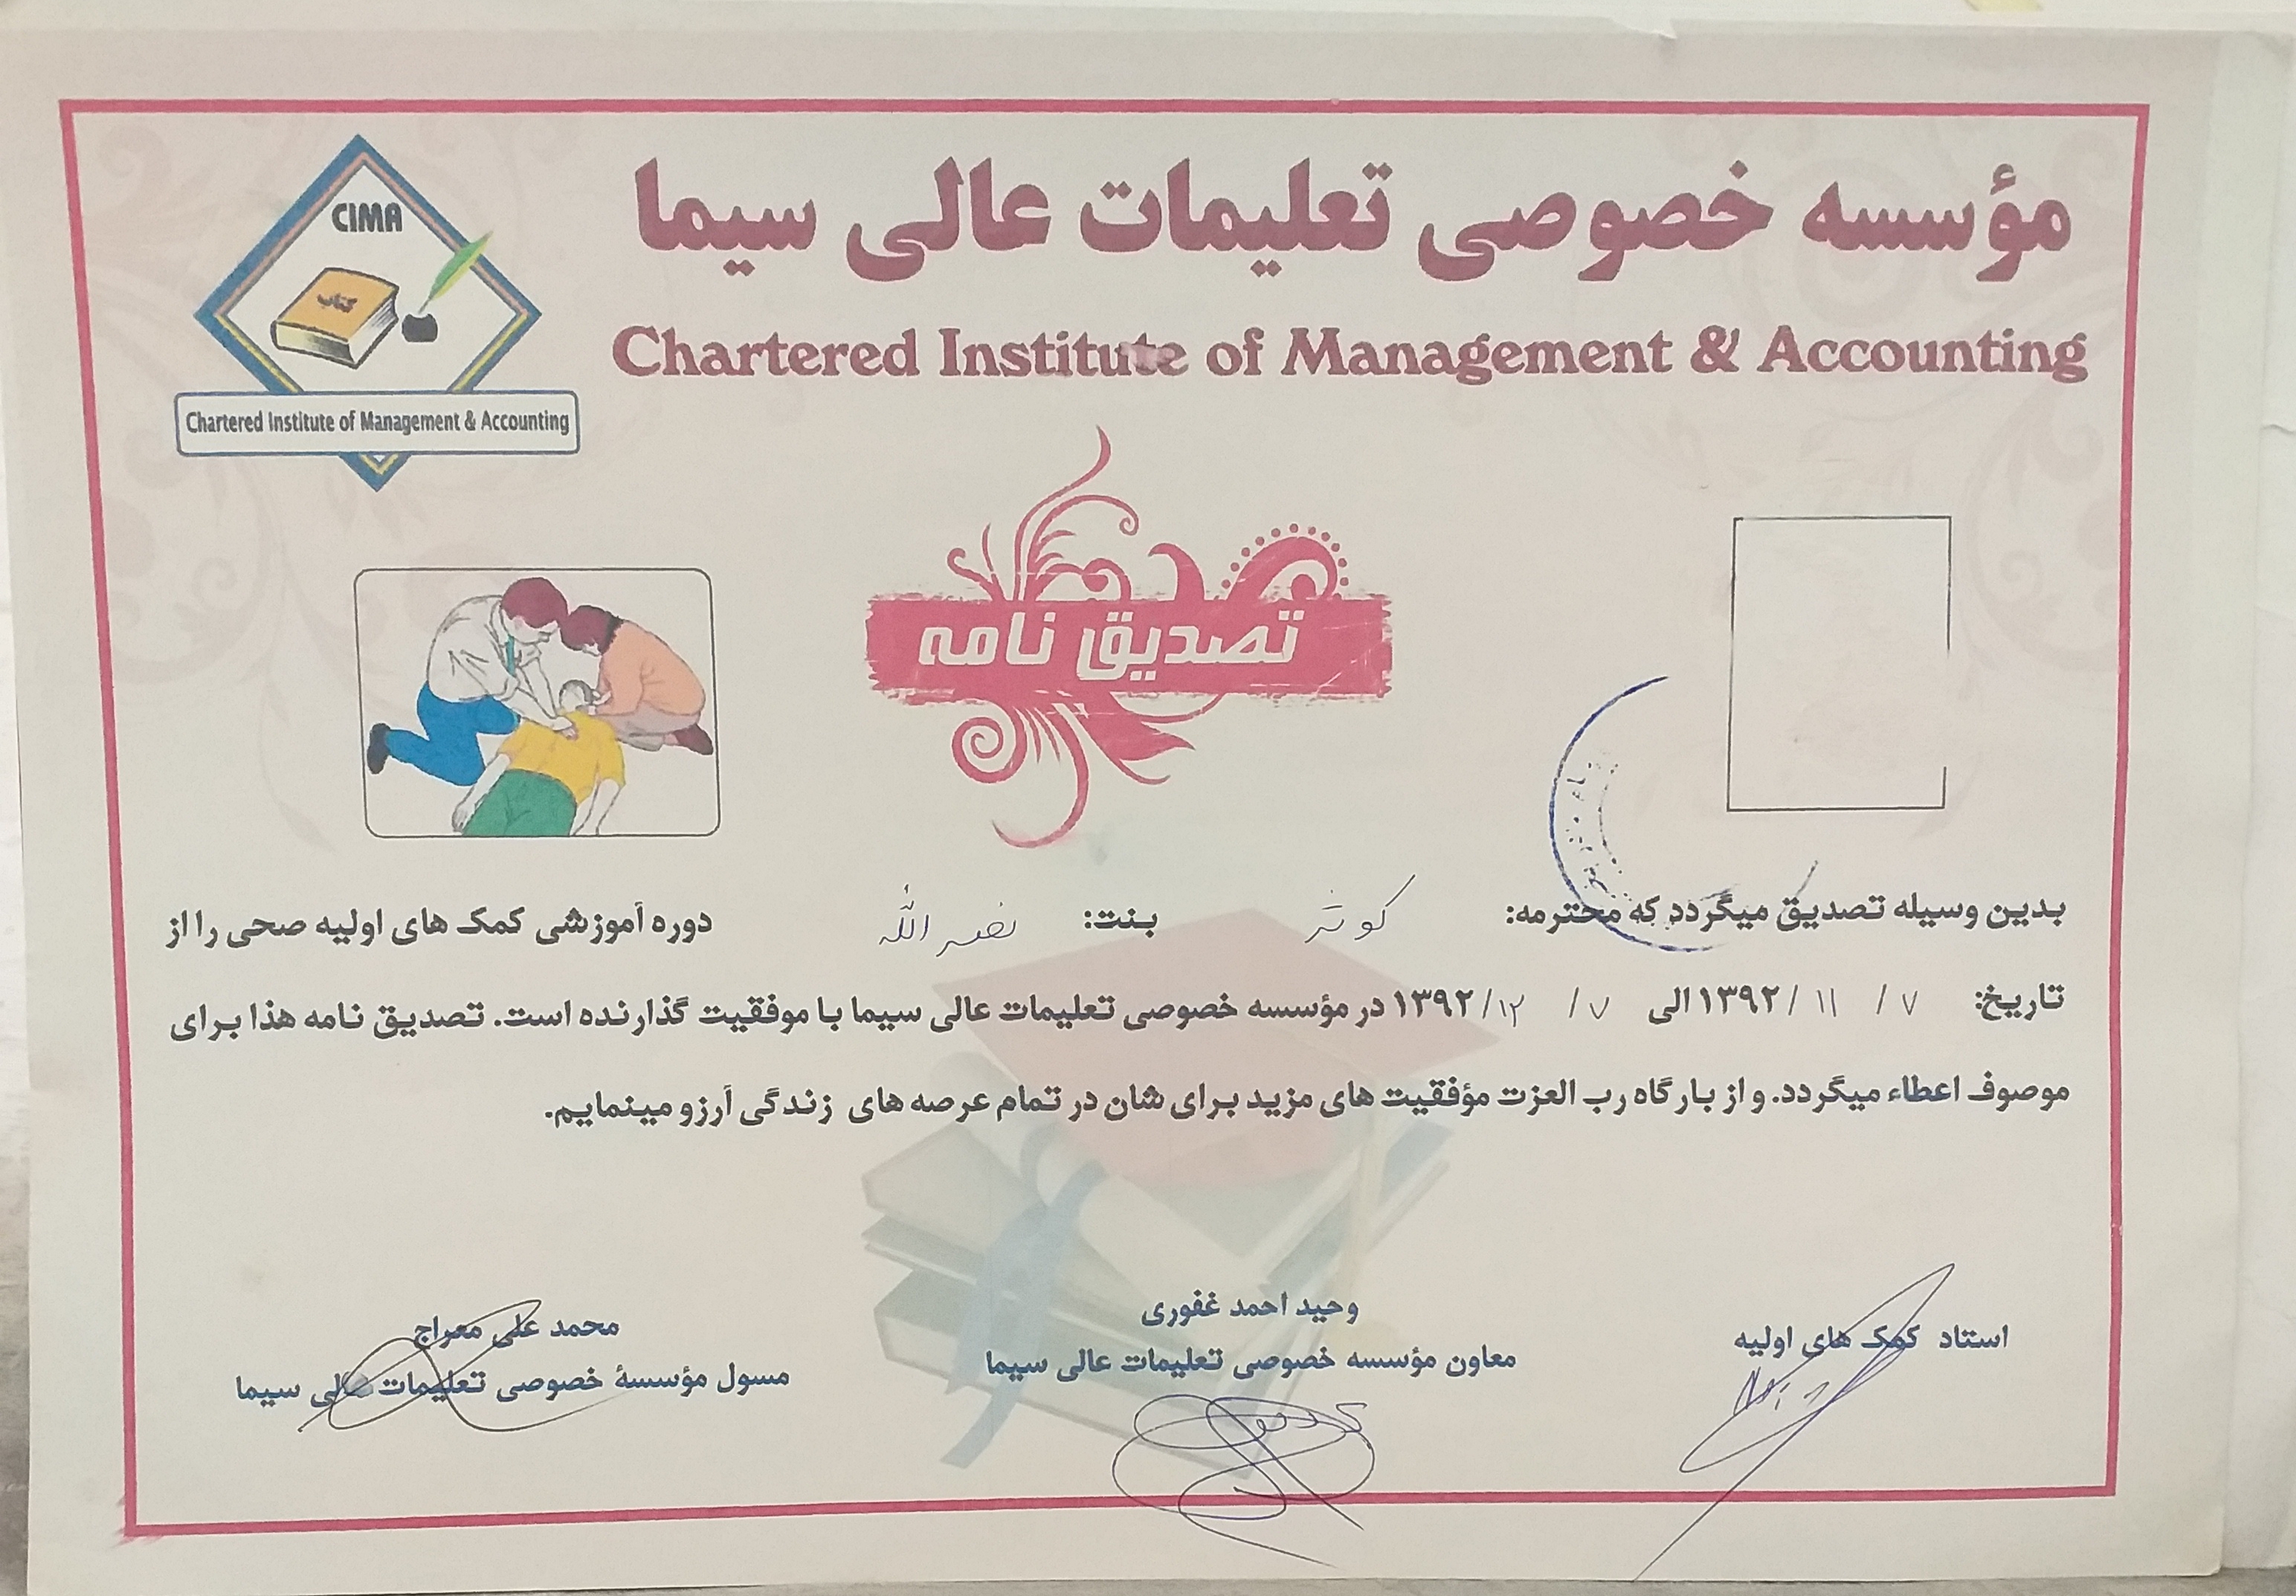 مؤسسه خصوصی تعلیمات عالی سیما
Chartered Institute of Management & Accounting
CIMA
کتاب
Chartered Institute of Management & Accounting
تصدیق نامه
بدین وسیله تصدیق میگردد که محترمه: کوثر بنت: نصیر الله دوره آموزشی کمک های اولیه صحی را از
تاریخ: ۷ / ۱۱ / ۱۳۹۲ الی ۷ / ۱۲ / ۱۳۹۲ در مؤسسه خصوصی تعلیمات عالی سیما با موفقیت گذارنده است. تصدیق نامه هذا برای
موصوف اعطاء میگردد. و از بارگاه رب العزت مؤفقیت های مزید برای شان در تمام عرصه های زندگی آرزو مینمایم.
استاد کمک های اولیه
وحید احمد غفوری
معاون مؤسسه خصوصی تعلیمات عالی سیما
محمد علی معراج
مسول مؤسسهٔ خصوصی تعلیمات عالی سیما